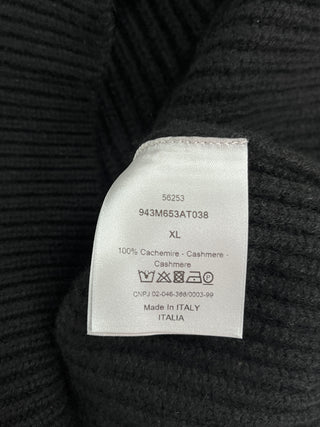 56253
943M653AT038
XL
100% Cachemire - Cashmere -
Cashmere
CNPJ 02-046-388/0003-99
Made In ITALY
ITALIA